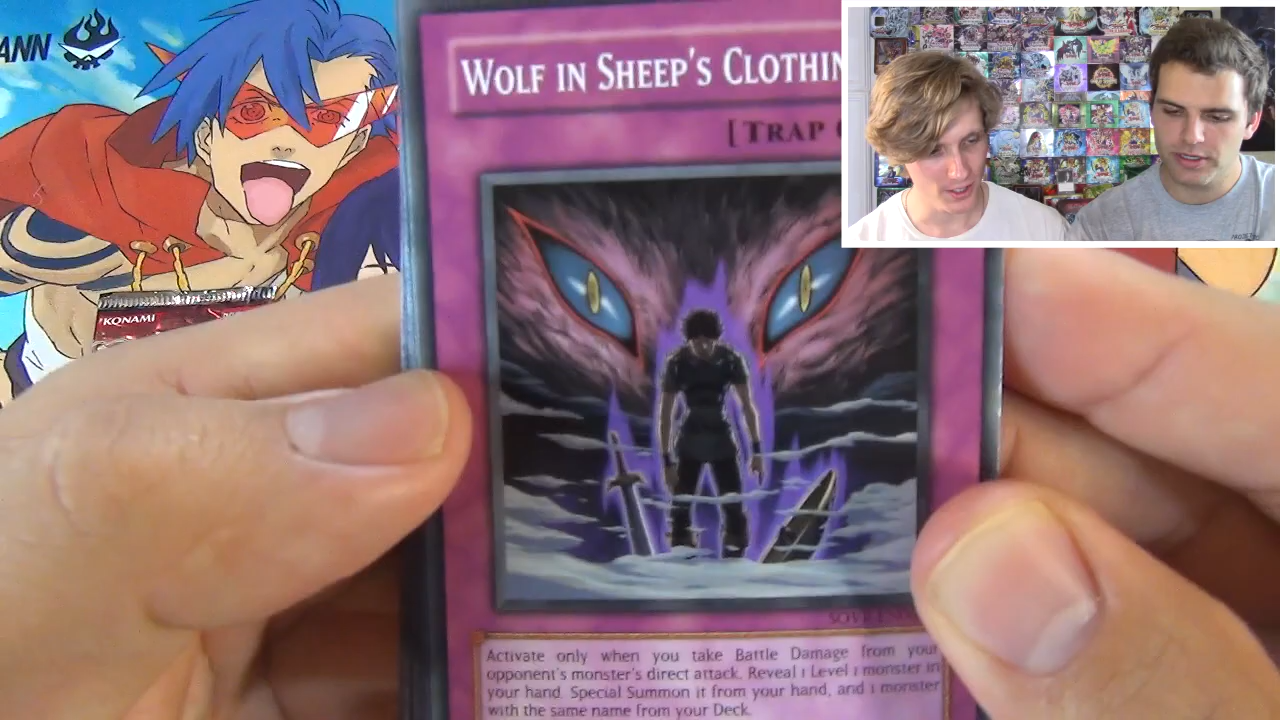 ANN
WOLF IN SHEEP'S CLOTHIN
[TRAP
KONAMI
Activate only when you take Battle Damage from your
opponent's monster's direct attack. Reveal 1 Level 1 monster in
your hand. Special Summon it from your hand, and 1 monster
with the same name from your Deck.